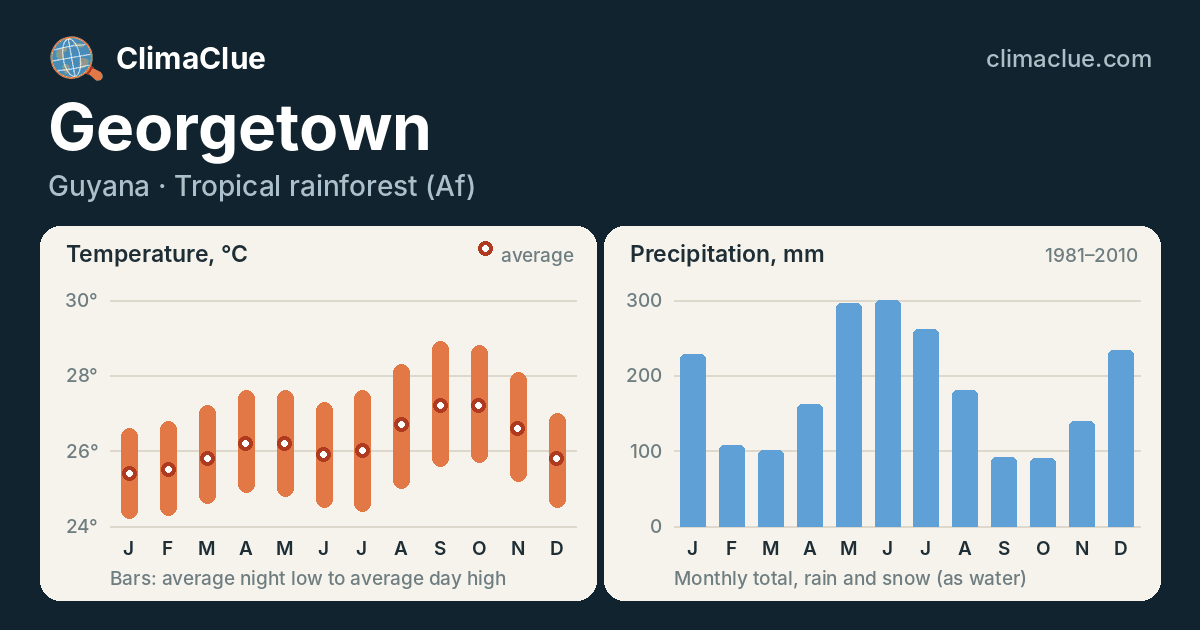 ClimaClue
climaclue.com
Georgetown
Guyana · Tropical rainforest (Af)
Temperature, °C
average
30°
28°
26°
24°
J F M A M J J A S O N D
Bars: average night low to average day high
Precipitation, mm
1981–2010
300
200
100
0
J F M A M J J A S O N D
Monthly total, rain and snow (as water)